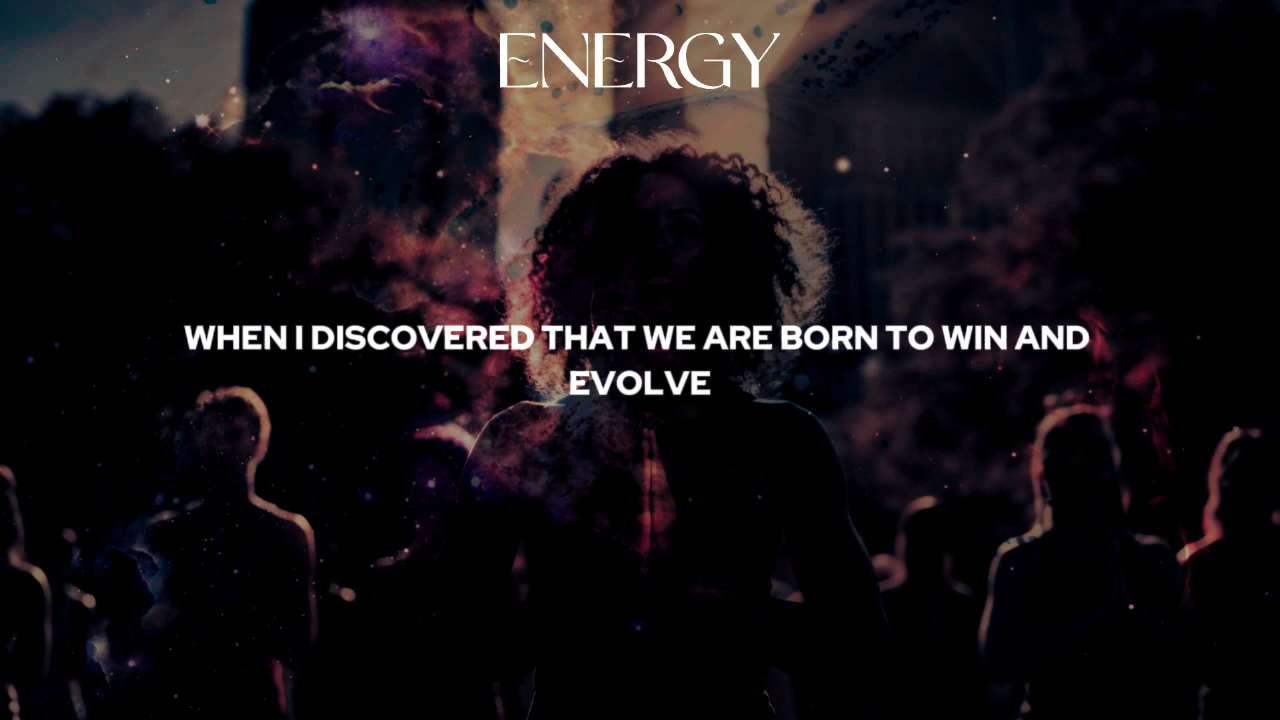 ENERGY
WHEN I DISCOVERED THAT WE ARE BORN TO WIN AND
EVOLVE